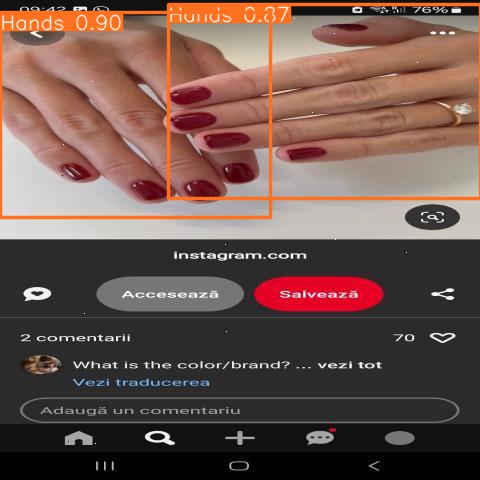 09:42
76%
Hands 0.90
Hands 0.87
instagram.com
Accesează
Salvează
2 comentarii
70
What is the color/brand? ... vezi tot
Vezi traducerea
Adaugă un comentariu